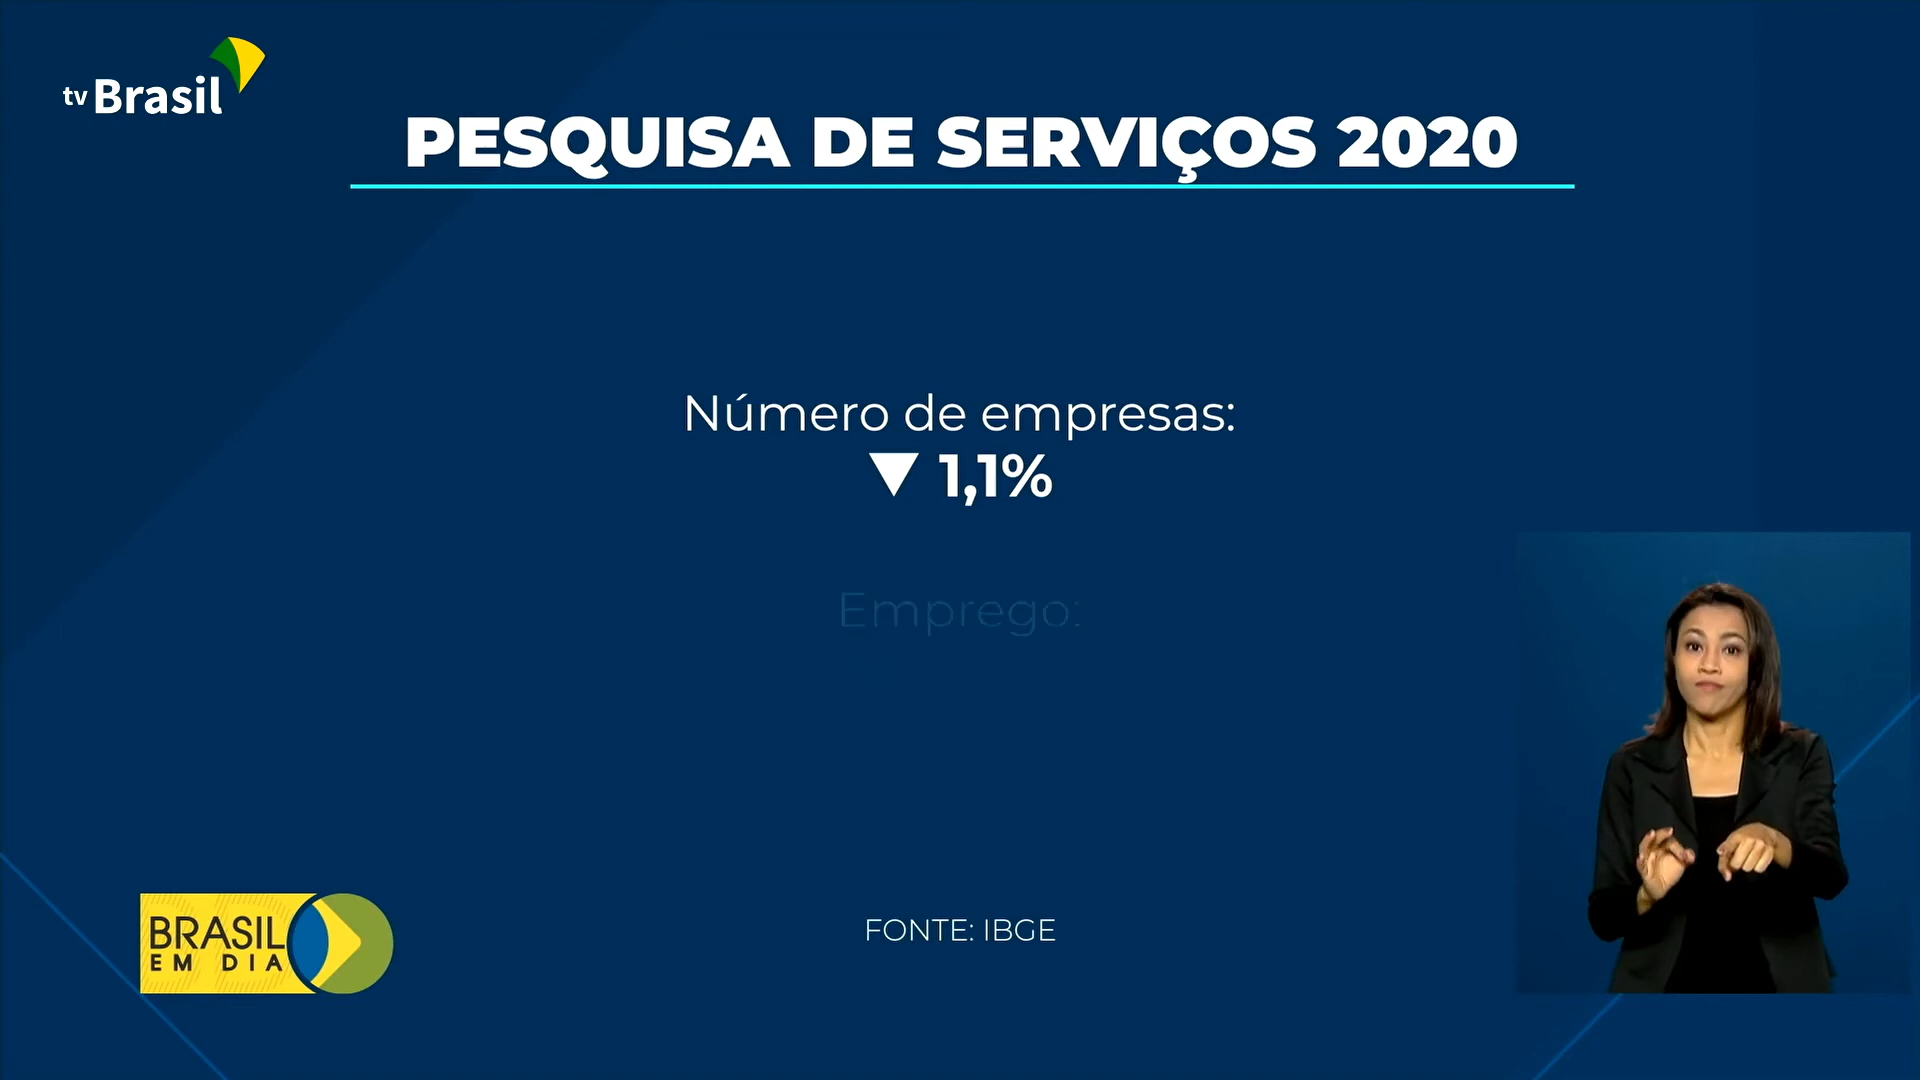 tv Brasil
PESQUISA DE SERVIÇOS 2020
Número de empresas:
▼ 1,1%
Emprego:
BRASIL
EM DIA
FONTE: IBGE